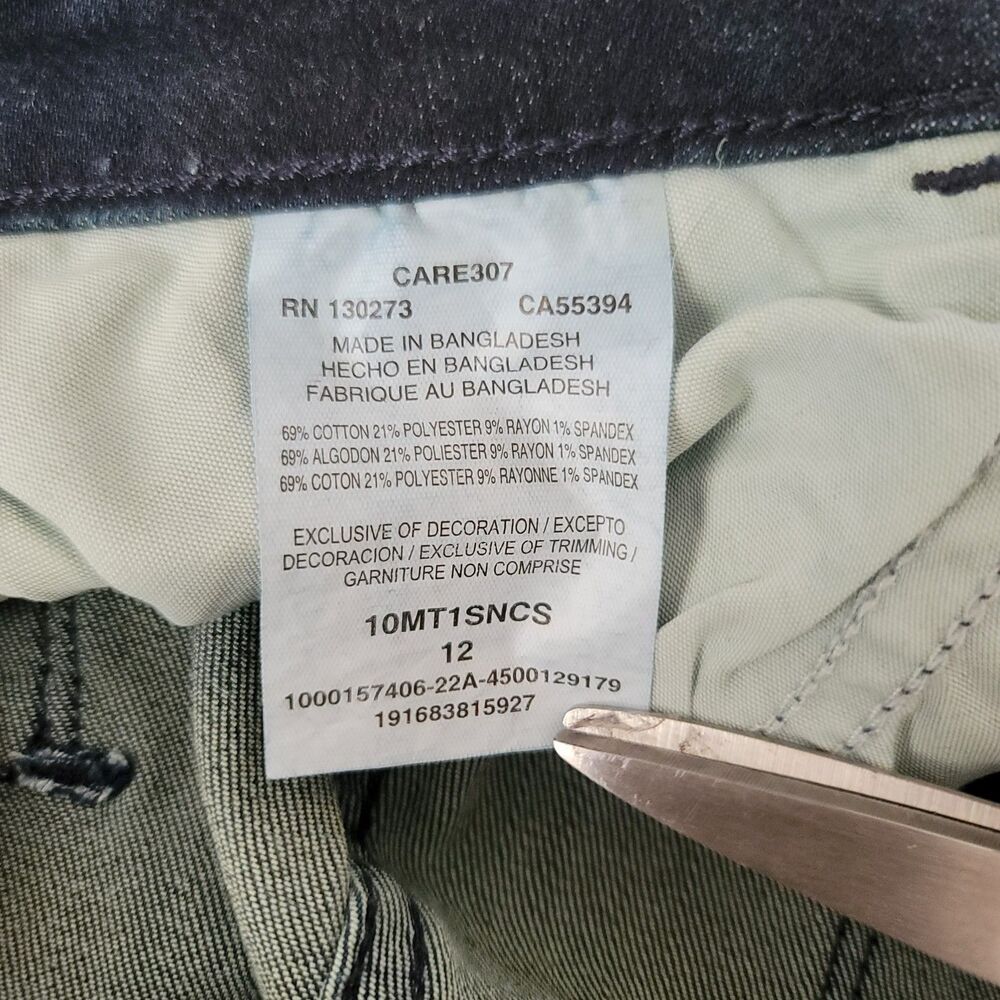 CARE307
RN 130273 CA55394
MADE IN BANGLADESH
HECHO EN BANGLADESH
FABRIQUE AU BANGLADESH
69% COTTON 21% POLYESTER 9% RAYON 1% SPANDEX
69% ALGODON 21% POLIESTER 9% RAYON 1% SPANDEX
69% COTON 21% POLYESTER 9% RAYONNE 1% SPANDEX
EXCLUSIVE OF DECORATION / EXCEPTO
DECORACION / EXCLUSIVE OF TRIMMING /
GARNITURE NON COMPRISE
10MT1SNCS
12
1000157406-22A-4500129179
191683815927